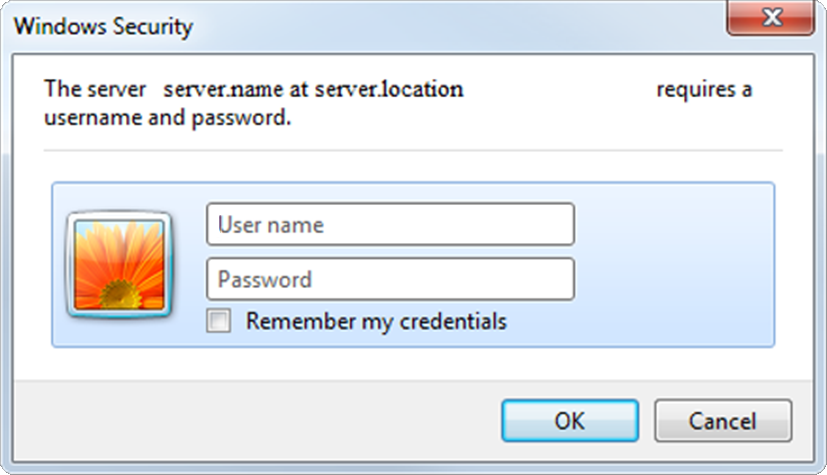 Windows Security
The server server.name at server.location requires a
username and password.
User name
Password
Remember my credentials
OK Cancel